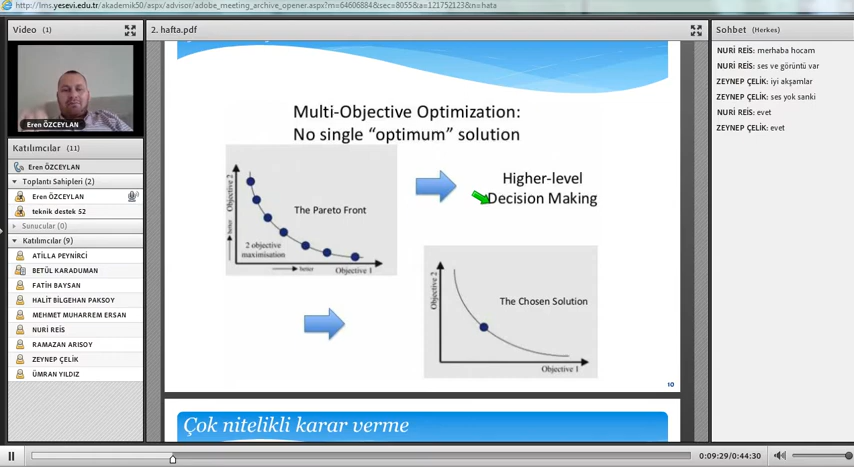 http://lms.yesevi.edu.tr/akademik50/aspx/advisor/adobe_meeting_archive_opener.aspx?m=64606884&sec=8055&a=121752123&n=hata
Video (1)
Eren ÖZCEYLAN
Katılımcılar (11)
Eren ÖZCEYLAN
Toplantı Sahipleri (2)
Eren ÖZCEYLAN
teknik destek 52
Sunucular (0)
Katılımcılar (9)
ATİLLA PEYNİRCİ
BETÜL KARADUMAN
FATİH BAYSAN
HALİT BİLGEHAN PAKSOY
MEHMET MUHARREM ERSAN
NURİ REİS
RAMAZAN ARISOY
ZEYNEP ÇELİK
ÜMRAN YILDIZ
2. hafta.pdf
Multi-Objective Optimization:
No single “optimum” solution
Objective 2
better
The Pareto Front
2 objective
maximisation
better
Objective 1
Higher-level
Decision Making
Objective 2
The Chosen Solution
Objective 1
10
Çok nitelikli karar verme
Sohbet (Herkes)
NURİ REİS: merhaba hocam
NURİ REİS: ses ve görüntü var
ZEYNEP ÇELİK: iyi akşamlar
ZEYNEP ÇELİK: ses yok sanki
NURİ REİS: evet
ZEYNEP ÇELİK: evet
0:09:29/0:44:30